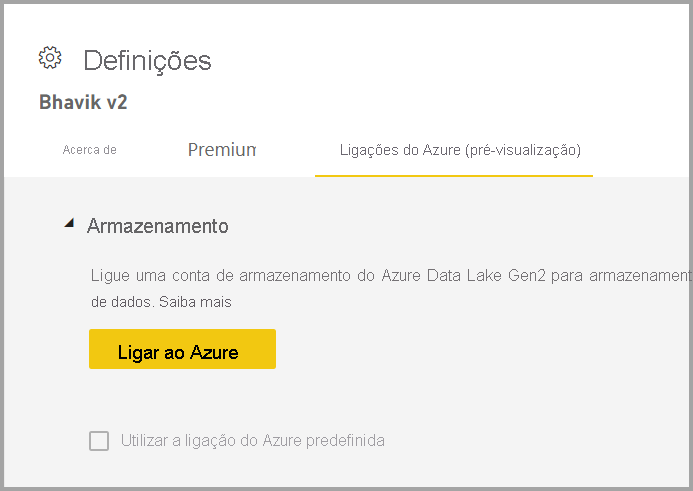 Definições
Bhavik v2
Acerca de
Premium
Ligações do Azure (pré-visualização)
Armazenamento
Ligue uma conta de armazenamento do Azure Data Lake Gen2 para armazenament
de dados. Saiba mais
Ligar ao Azure
Utilizar a ligação do Azure predefinida